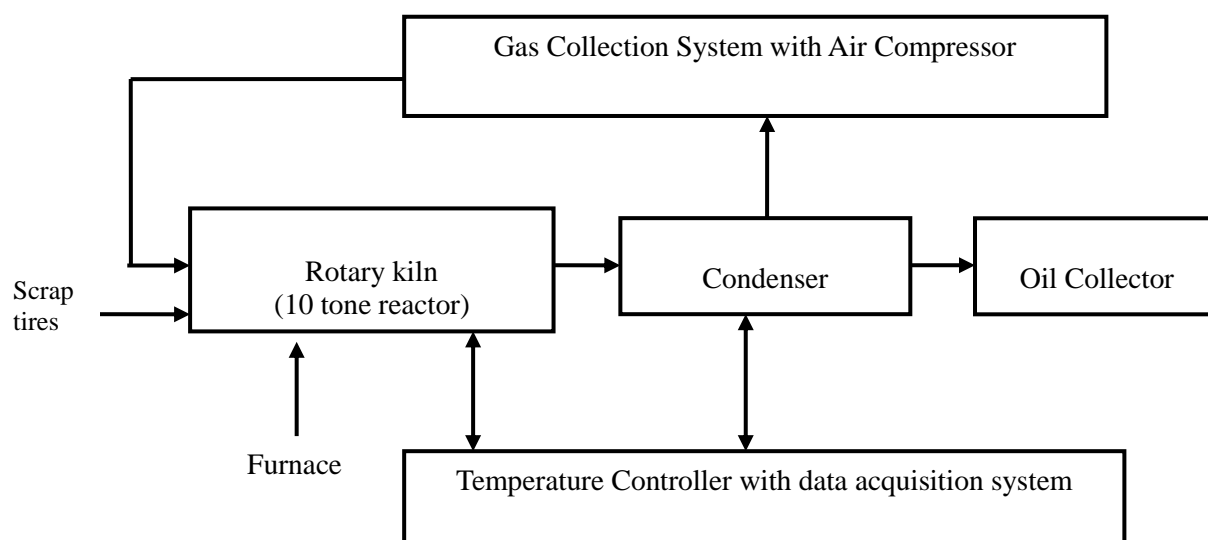 Gas Collection System with Air Compressor
Rotary kiln
(10 tone reactor)
Condenser
Oil Collector
Scrap
tires
Furnace
Temperature Controller with data acquisition system